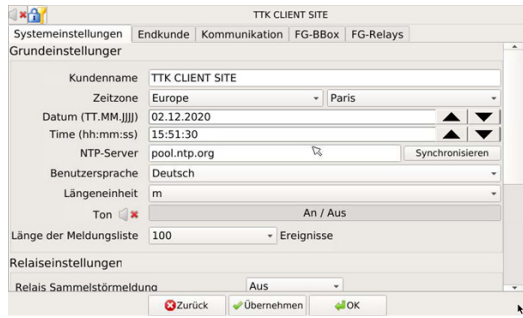 TTK CLIENT SITE
Systemeinstellungen Endkunde Kommunikation FG-BBox FG-Relays
Grundeinstellunger
Kundenname TTK CLIENT SITE
Zeitzone Europe Paris
Datum (TT.MM.JJJJ) 02.12.2020
Time (hh:mm:ss) 15:51:30
NTP-Server pool.ntp.org Synchronisieren
Benutzersprache Deutsch
Längeneinheit m
Ton An / Aus
Länge der Meldungsliste 100 Ereignisse
Relaiseinstellungen
Relais Sammelstörmeldung Aus
Zurück Übernehmen OK